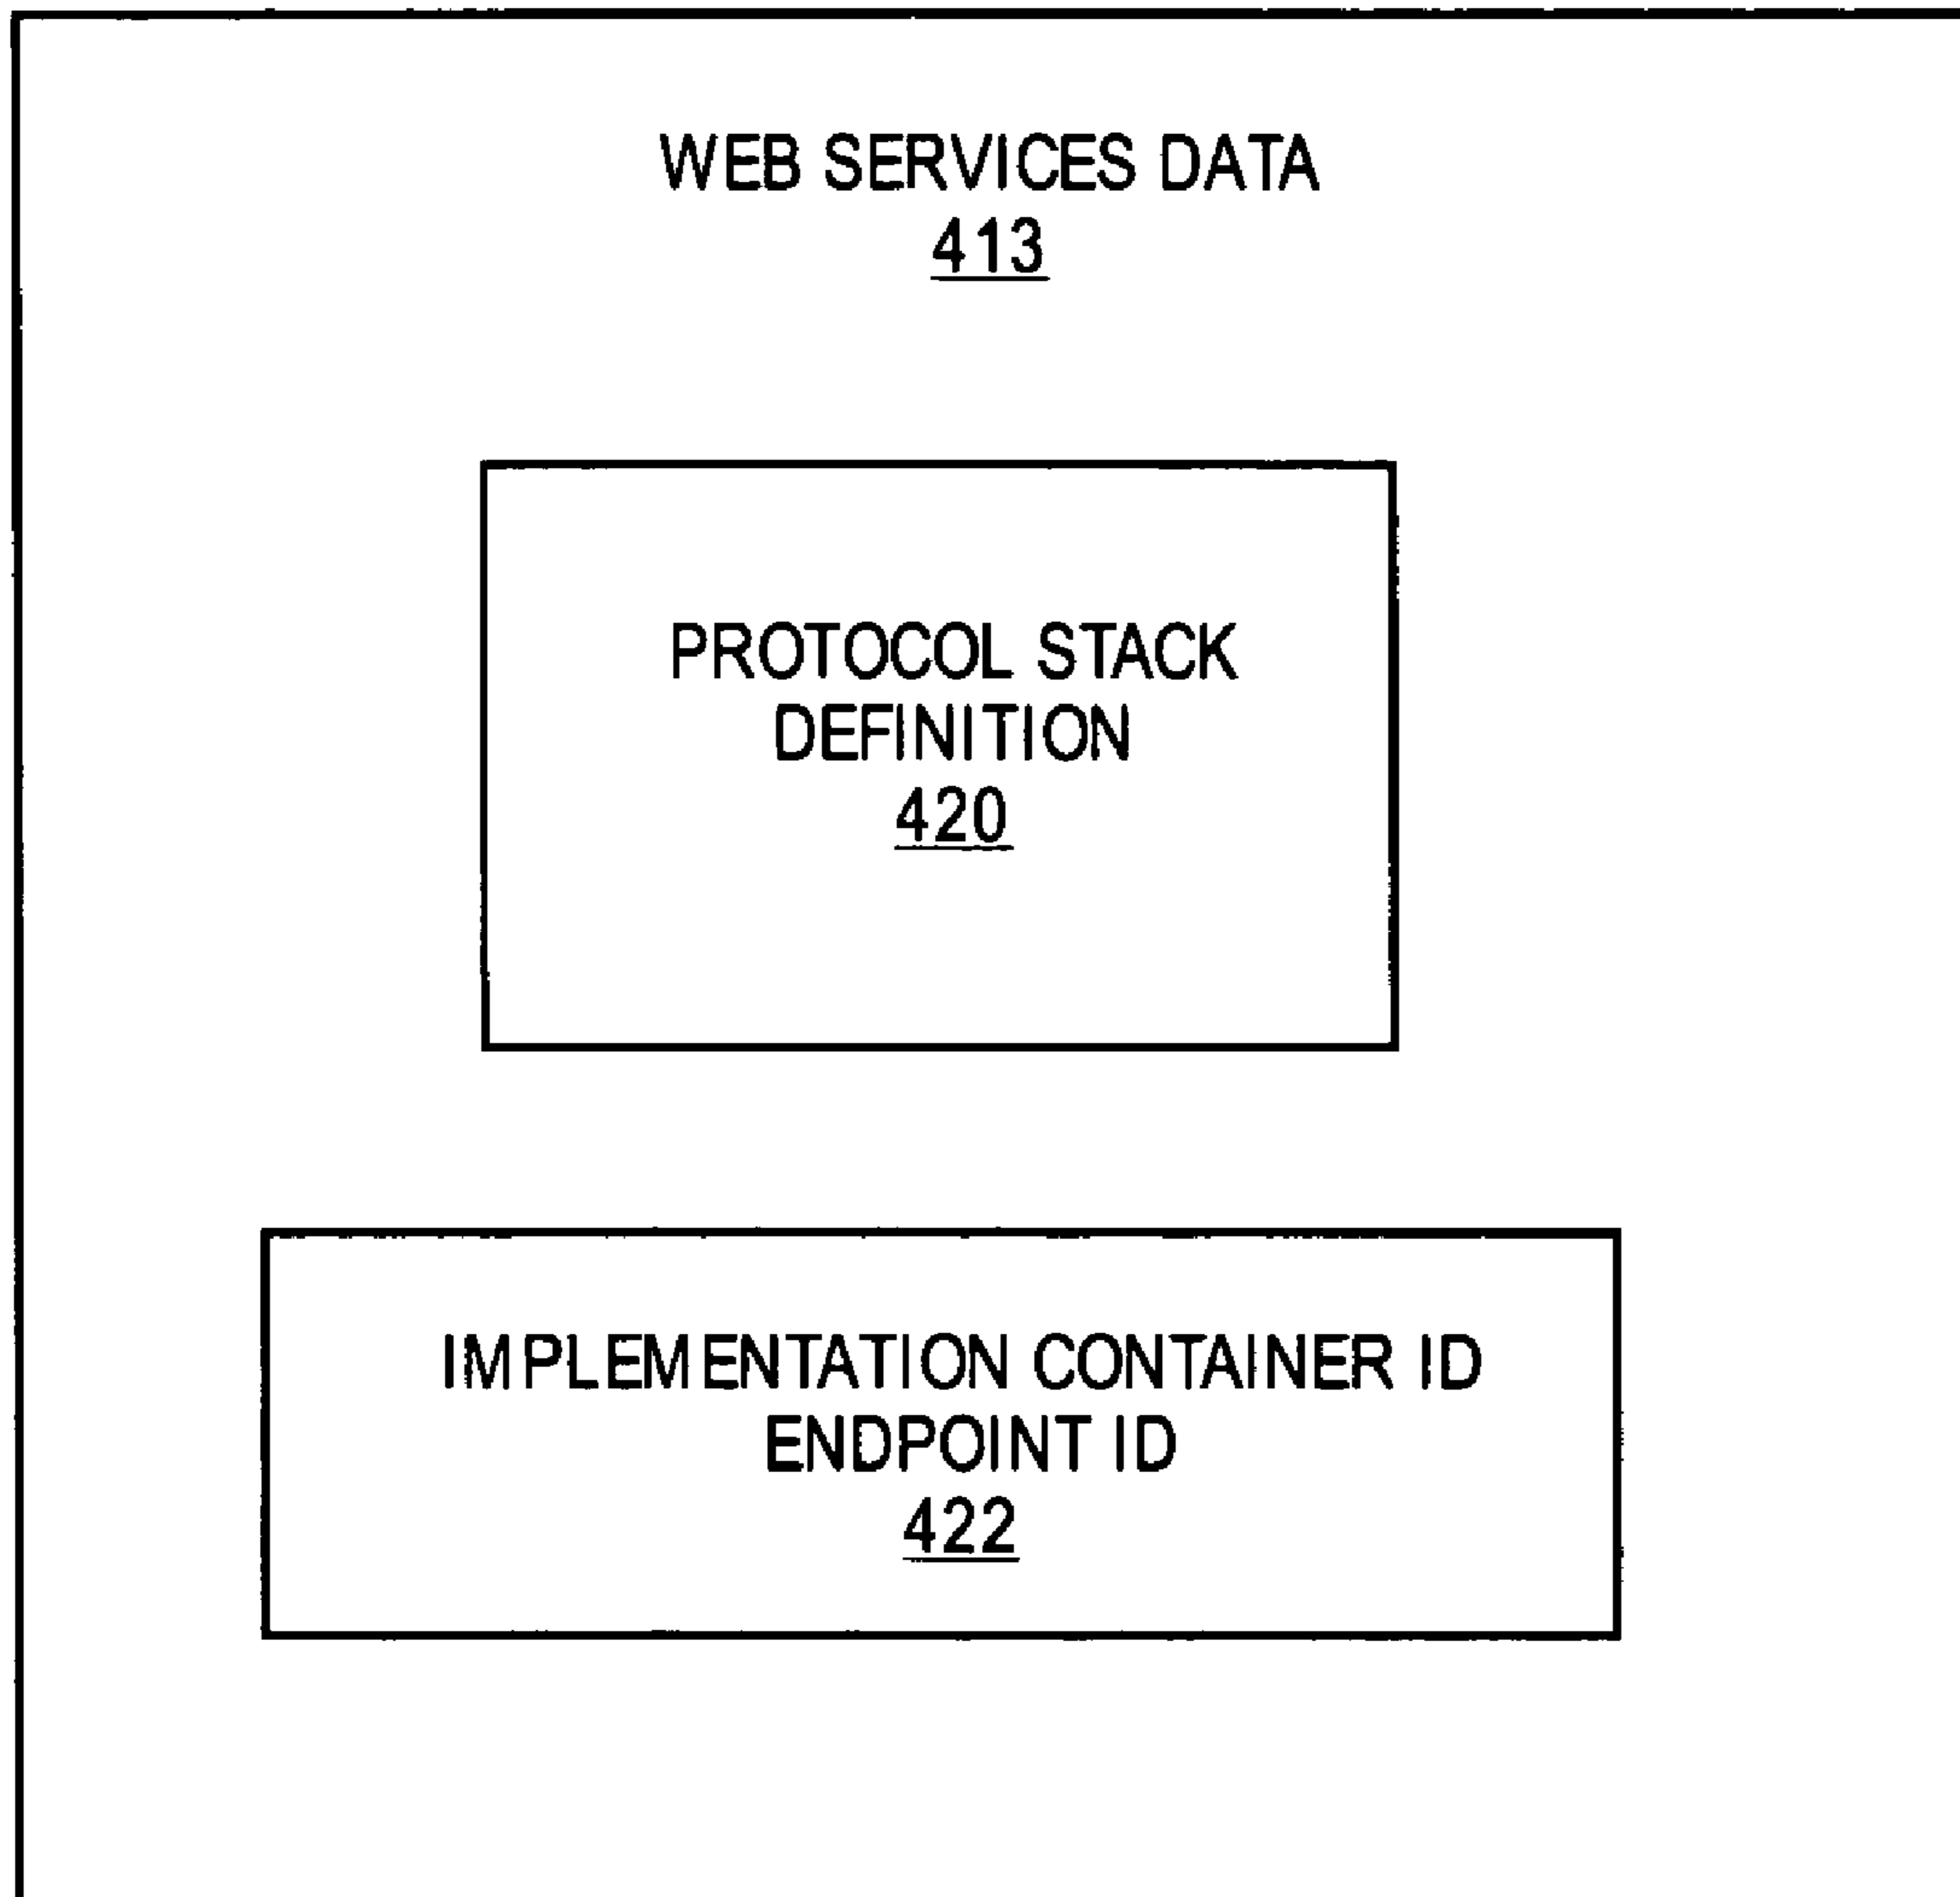 WEB SERVICES DATA
413
PROTOCOL STACK
DEFINITION
420
IMPLEMENTATION CONTAINER ID
ENDPOINT ID
422